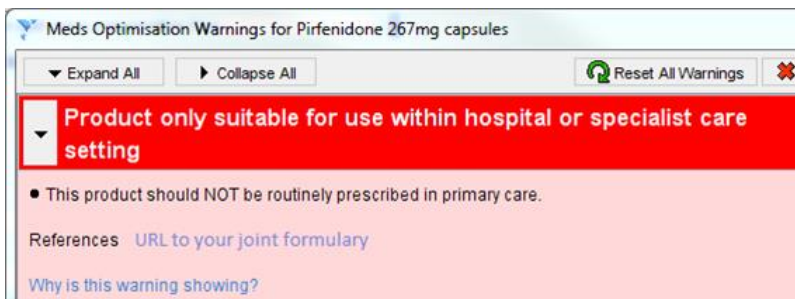 Meds Optimisation Warnings for Pirfenidone 267mg capsules
Expand All Collapse All Reset All Warnings
Product only suitable for use within hospital or specialist care
setting
This product should NOT be routinely prescribed in primary care.
References URL to your joint formulary
Why is this warning showing?